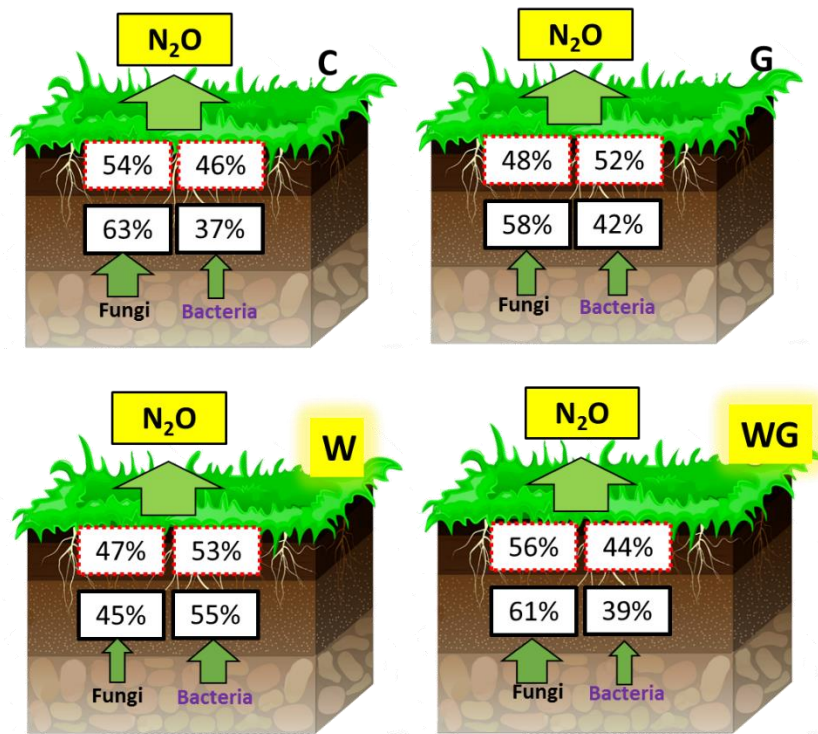 N₂O
C
54% 46%
63% 37%
Fungi Bacteria
N₂O
G
48% 52%
58% 42%
Fungi Bacteria
N₂O
W
47% 53%
45% 55%
Fungi Bacteria
N₂O
WG
56% 44%
61% 39%
Fungi Bacteria